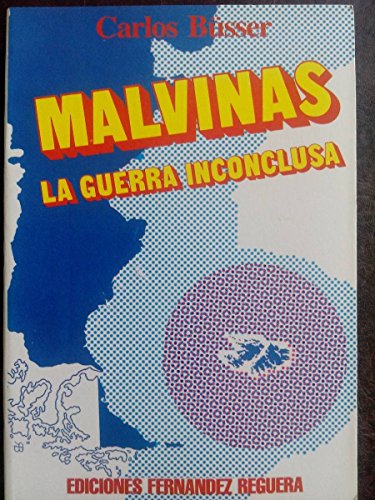 Carlos Büsser
MALVINAS
LA GUERRA INCONCLUSA
EDICIONES FERNANDEZ REGUERA